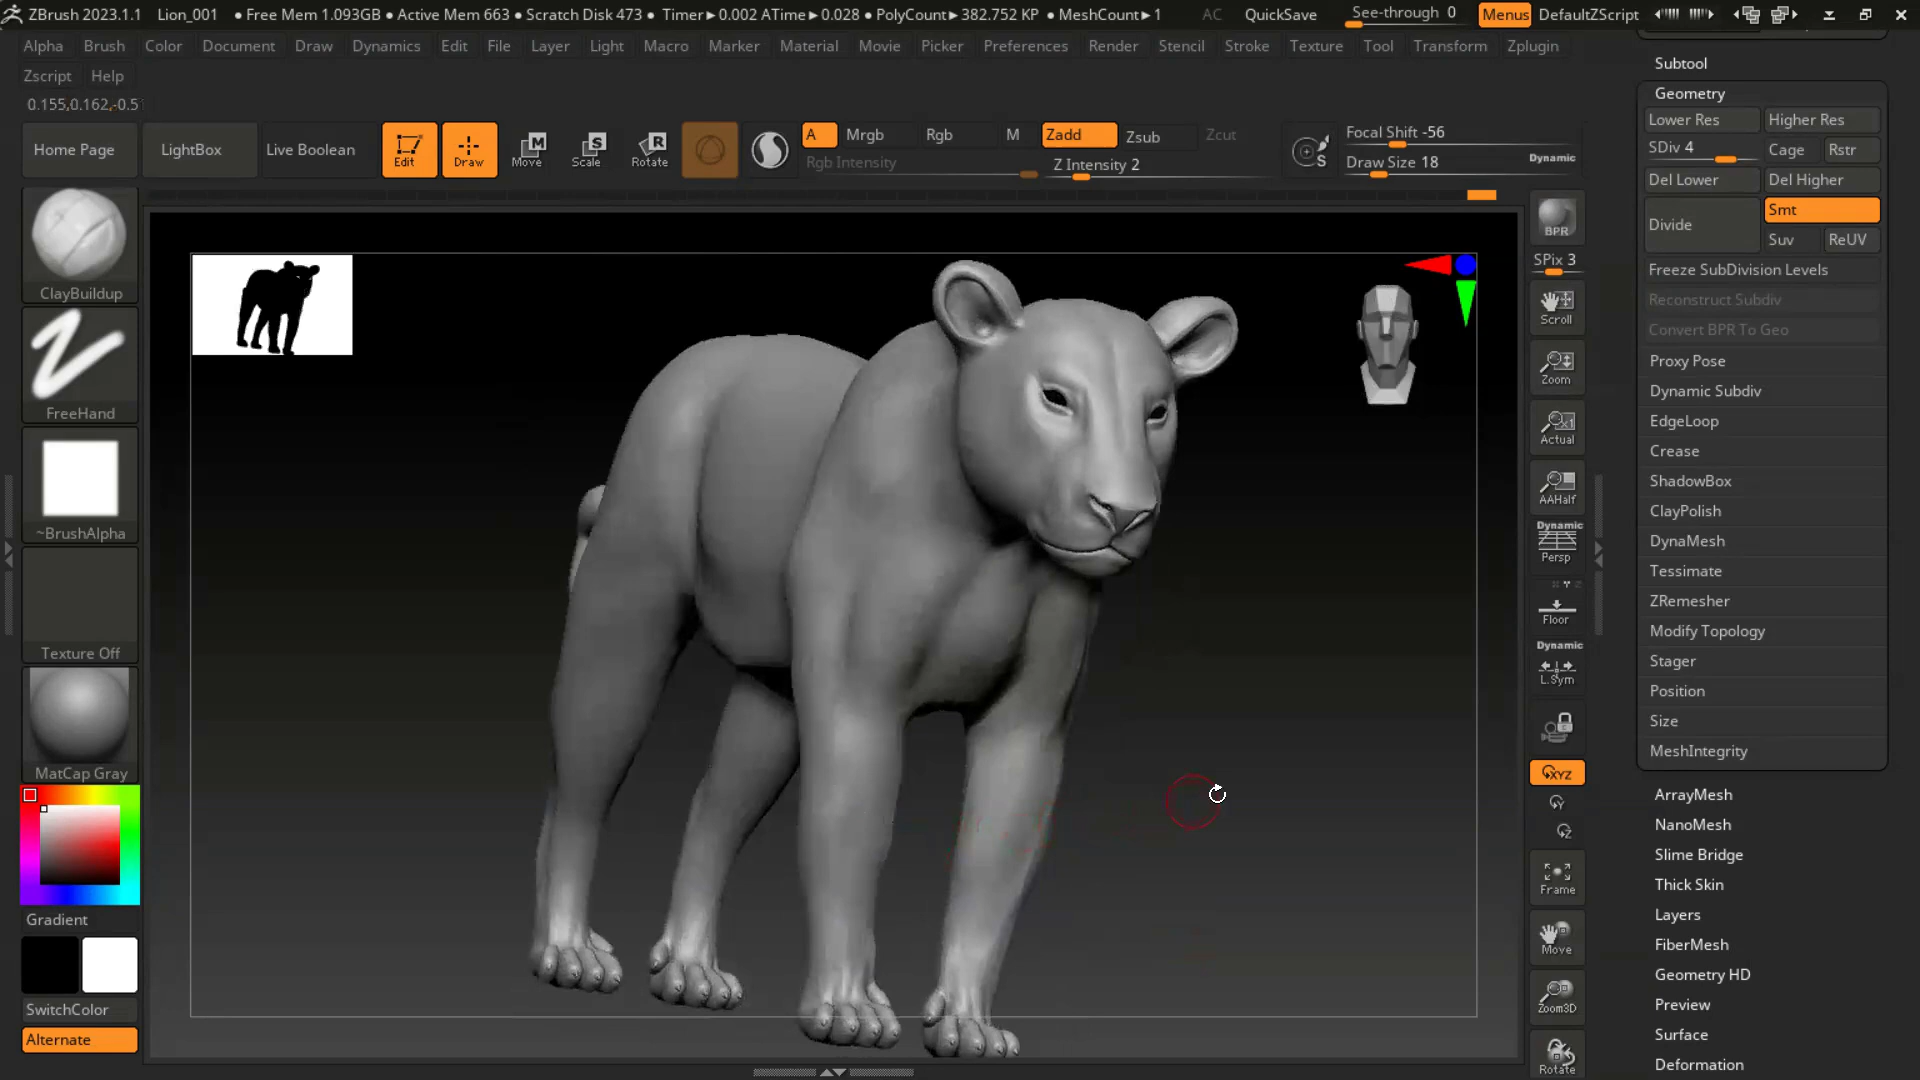 ZBrush 2023.1.1 Lion_001 ● Free Mem 1.093GB ● Active Mem 663 ● Scratch Disk 473 ● Timer►0.002 ATime►0.028 ● PolyCount►382.752 KP ● MeshCount►1 AC QuickSave See-through 0 Menus DefaultZScript
Alpha Brush Color Document Draw Dynamics Edit File Layer Light Macro Marker Material Movie Picker Preferences Render Stencil Stroke Texture Tool Transform Zplugin
Zscript Help
0.155,0.162,-0.5
Home Page LightBox Live Boolean Edit Draw Move Scale Rotate
A Mrgb Rgb M Zadd Zsub Zcut
Rgb Intensity Z Intensity 2
Focal Shift -56
Draw Size 18 Dynamic
ClayBuildup
FreeHand
~BrushAlpha
Texture Off
MatCap Gray
Gradient
SwitchColor
Alternate
BPR
SPix 3
Scroll
Zoom
Actual
AAHalf
Dynamic
Persp
Floor
Dynamic
L.Sym
XYZ
Y
Z
Frame
Move
Zoom3D
Rotate
Subtool
Geometry
Lower Res Higher Res
SDiv 4 Cage Rstr
Del Lower Del Higher
Divide Smt
Suv ReUV
Freeze SubDivision Levels
Reconstruct Subdiv
Convert BPR To Geo
Proxy Pose
Dynamic Subdiv
EdgeLoop
Crease
ShadowBox
ClayPolish
DynaMesh
Tessimate
ZRemesher
Modify Topology
Stager
Position
Size
MeshIntegrity
ArrayMesh
NanoMesh
Slime Bridge
Thick Skin
Layers
FiberMesh
Geometry HD
Preview
Surface
Deformation